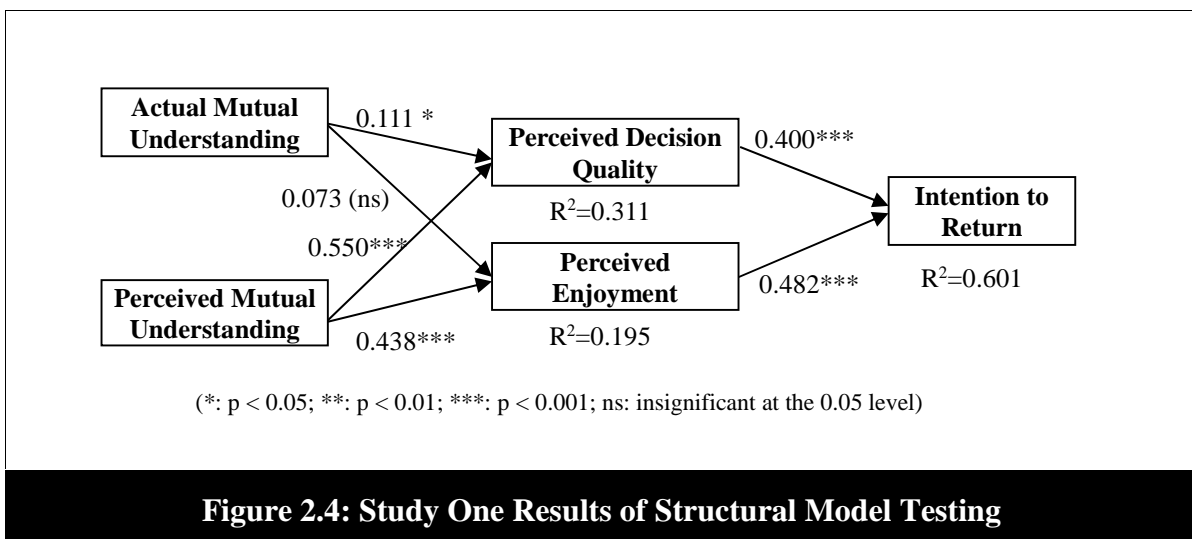 Actual Mutual
Understanding
0.111 *
Perceived Decision
Quality
0.400***
R²=0.311
0.073 (ns)
Intention to
Return
0.550***
Perceived
Enjoyment
0.482***
R²=0.601
Perceived Mutual
Understanding
R²=0.195
0.438***
(*: p < 0.05; **: p < 0.01; ***: p < 0.001; ns: insignificant at the 0.05 level)
Figure 2.4: Study One Results of Structural Model Testing